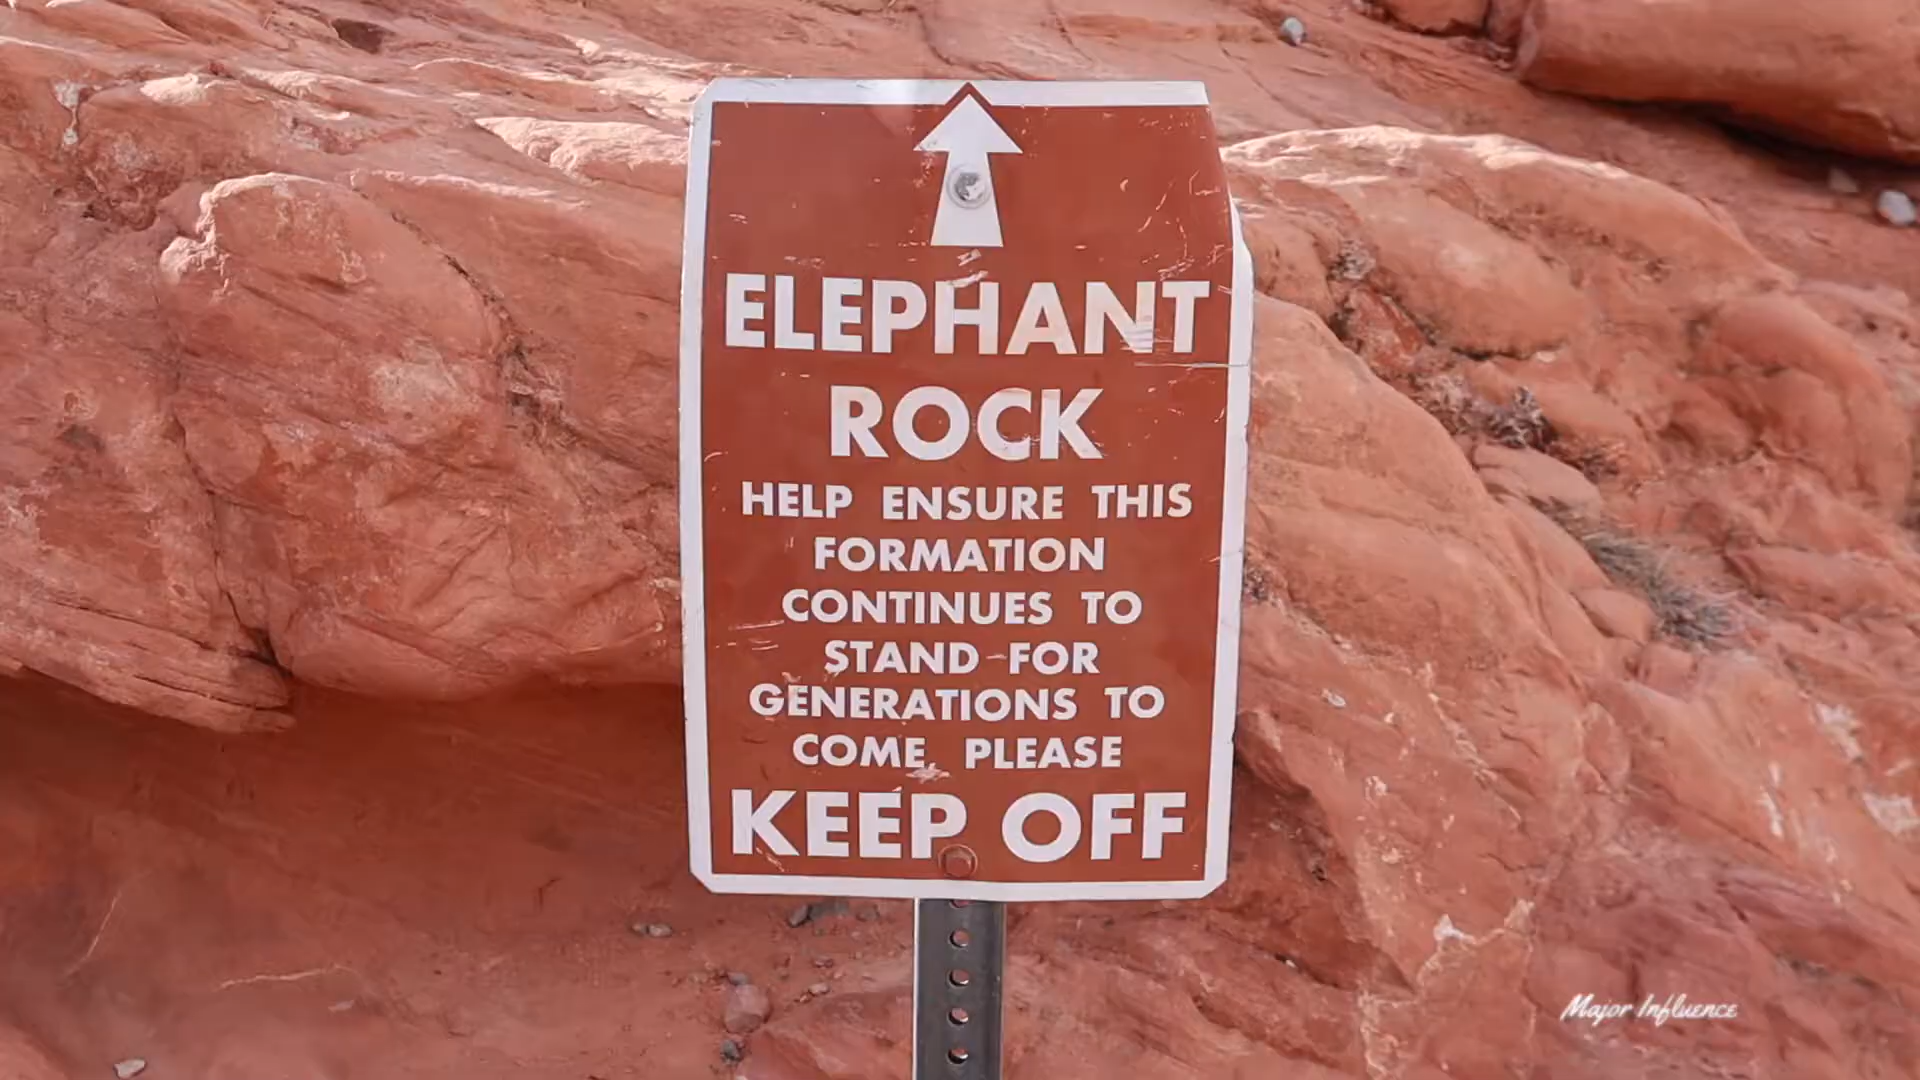 ELEPHANT
ROCK
HELP ENSURE THIS
FORMATION
CONTINUES TO
STAND FOR
GENERATIONS TO
COME, PLEASE
KEEP OFF
Major Influence